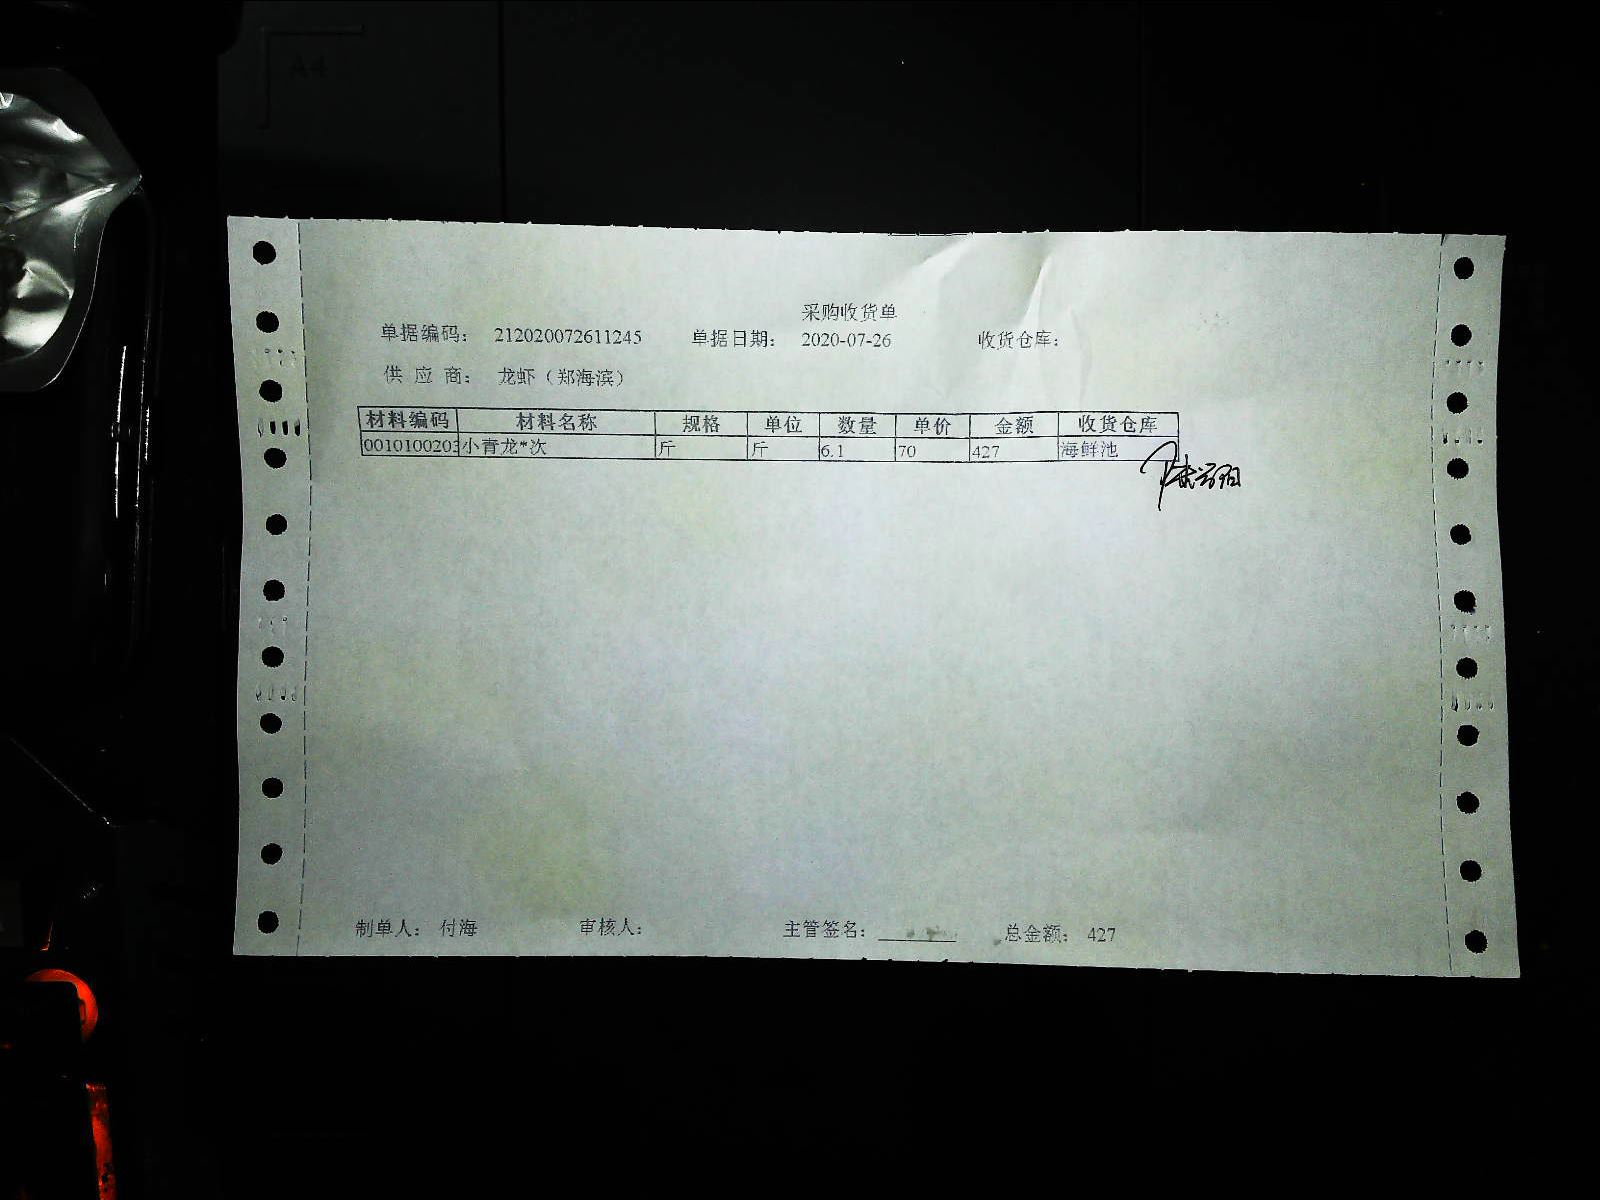 A4
采购收货单
单据编码： 212020072611245 单据日期： 2020-07-26 收货仓库：
供 应 商： 龙虾（郑海滨）
材料编码 材料名称 规格 单位 数量 单价 金额 收货仓库
0010100203 小青龙*次 斤 斤 6.1 70 427 海鲜池
制单人： 付海 审核人： 主管签名： 总金额： 427